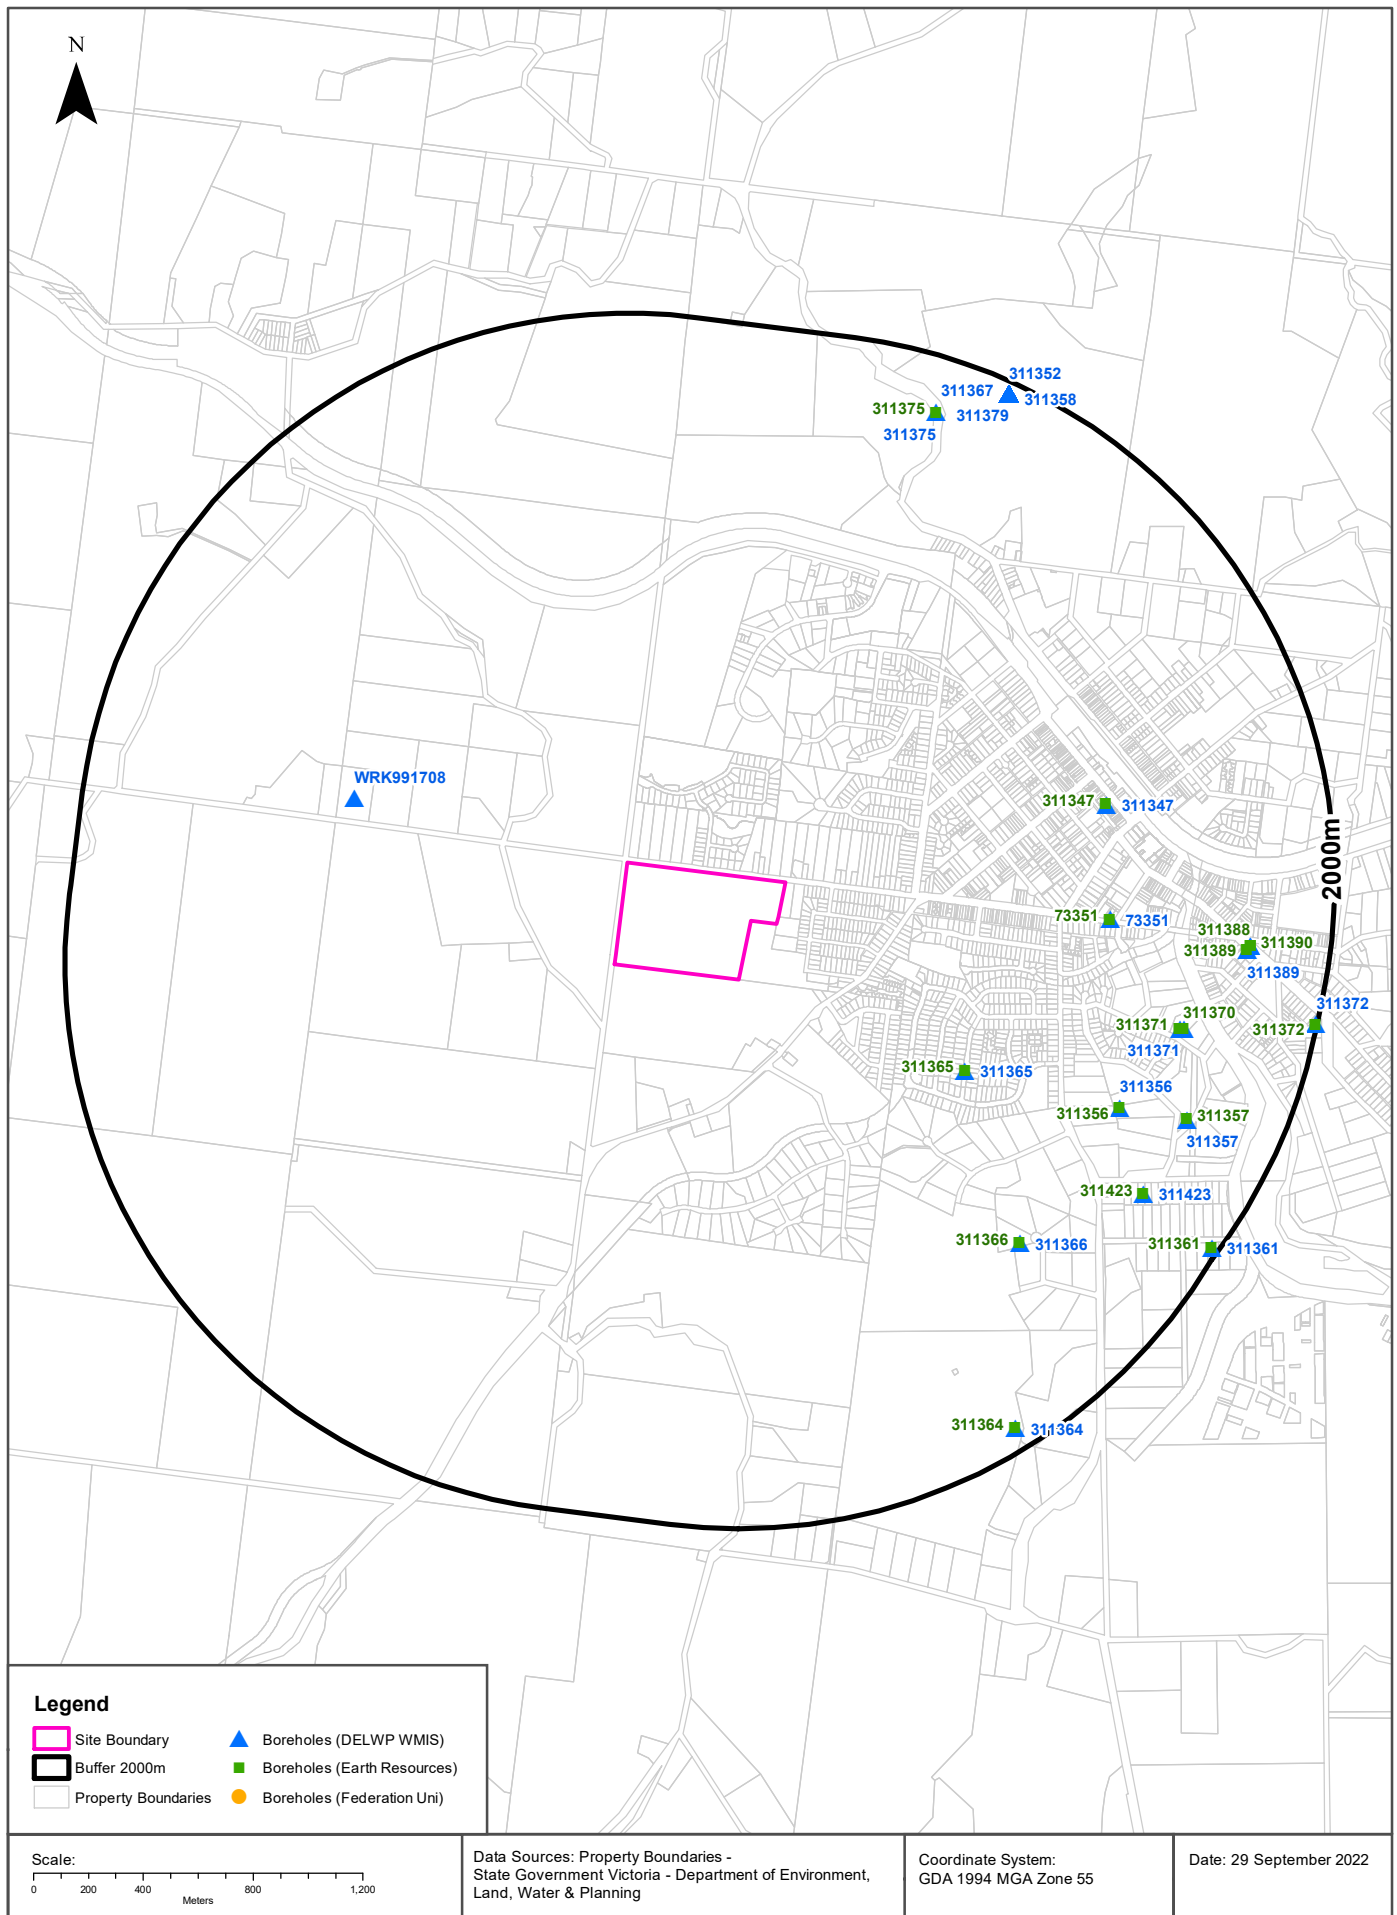 N
311352
311367
311358
311375
311379
311375
WRK991708
311347
311347
2000m
73351
73351
311388
311390
311389
311389
311372
311372
311370
311371
311371
311365
311365
311356
311356
311357
311357
311423
311423
311366
311366
311361
311361
311364
311364
Legend
Site Boundary
Boreholes (DELWP WMIS)
Buffer 2000m
Boreholes (Earth Resources)
Property Boundaries
Boreholes (Federation Uni)
Scale:
0 200 400 800 1,200
Meters
Data Sources: Property Boundaries -
State Government Victoria - Department of Environment,
Land, Water & Planning
Coordinate System:
GDA 1994 MGA Zone 55
Date: 29 September 2022